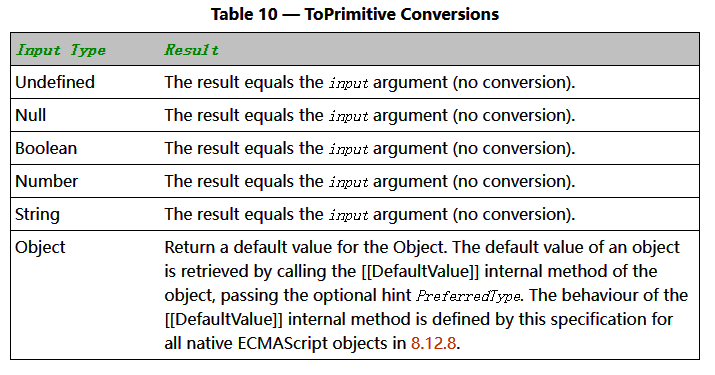 Table 10 — ToPrimitive Conversions
Input Type Result
Undefined The result equals the input argument (no conversion).
Null The result equals the input argument (no conversion).
Boolean The result equals the input argument (no conversion).
Number The result equals the input argument (no conversion).
String The result equals the input argument (no conversion).
Object Return a default value for the Object. The default value of an object
is retrieved by calling the [[DefaultValue]] internal method of the
object, passing the optional hint PreferredType. The behaviour of the
[[DefaultValue]] internal method is defined by this specification for
all native ECMAScript objects in 8.12.8.